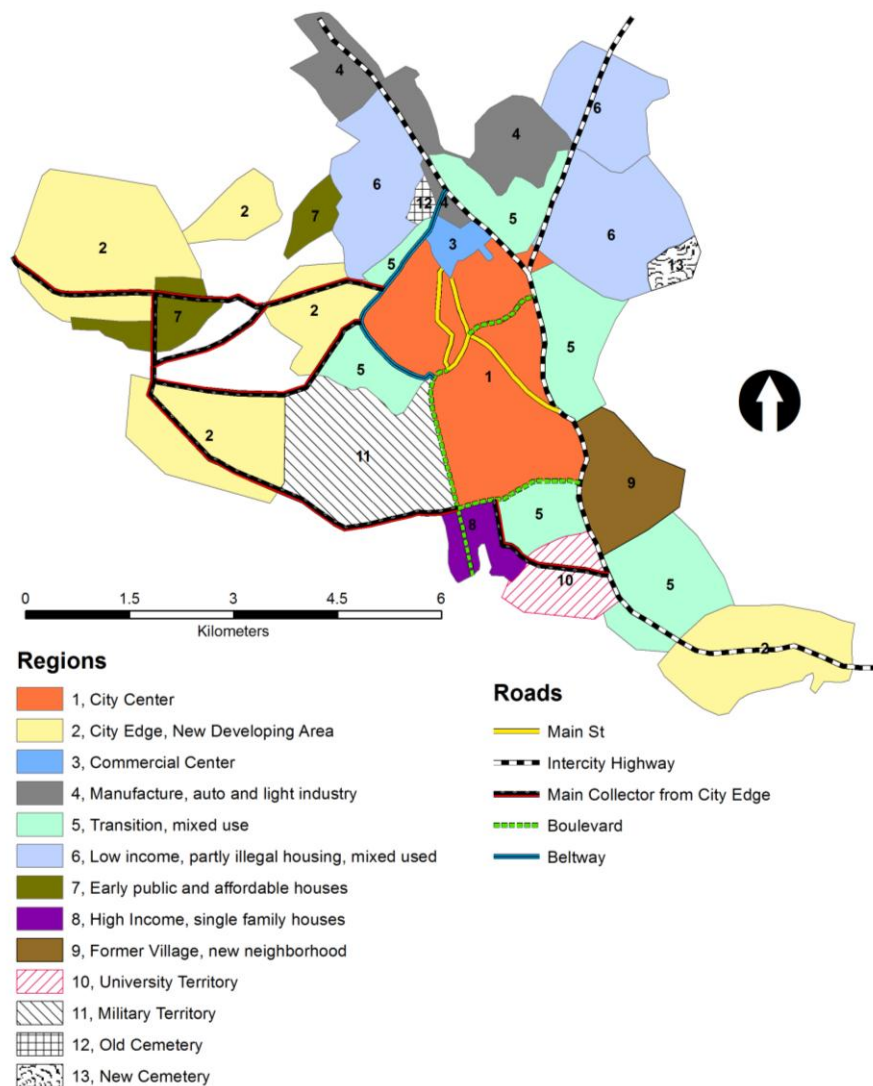 4
6
4
6
12
4
7
2
5
3
6
2
5
13
7
2
5
5
1
2
11
9
8
5
10
5
2
0 1.5 3 4.5 6
Kilometers
Regions
1, City Center
2, City Edge, New Developing Area
3, Commercial Center
4, Manufacture, auto and light industry
5, Transition, mixed use
6, Low income, partly illegal housing, mixed used
7, Early public and affordable houses
8, High Income, single family houses
9, Former Village, new neighborhood
10, University Territory
11, Military Territory
12, Old Cemetery
13, New Cemetery
Roads
Main St
Intercity Highway
Main Collector from City Edge
Boulevard
Beltway